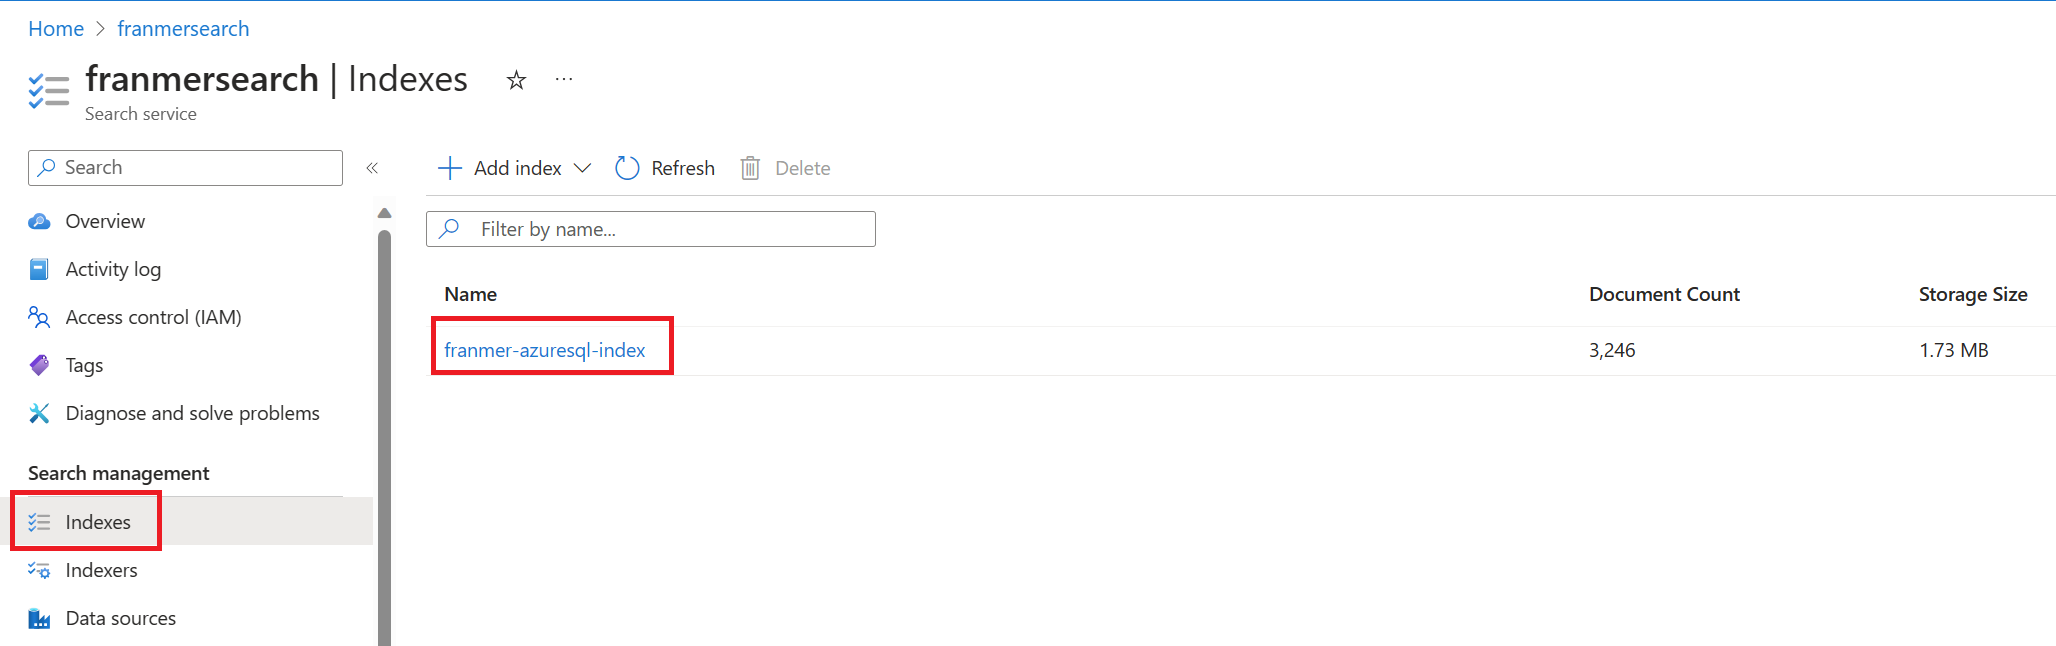 Home > franmersearch
franmersearch | Indexes
Search service
Search
Overview
Activity log
Access control (IAM)
Tags
Diagnose and solve problems
Search management
Indexes
Indexers
Data sources
Add index Refresh Delete
Filter by name...
Name Document Count Storage Size
franmer-azuresql-index 3,246 1.73 MB